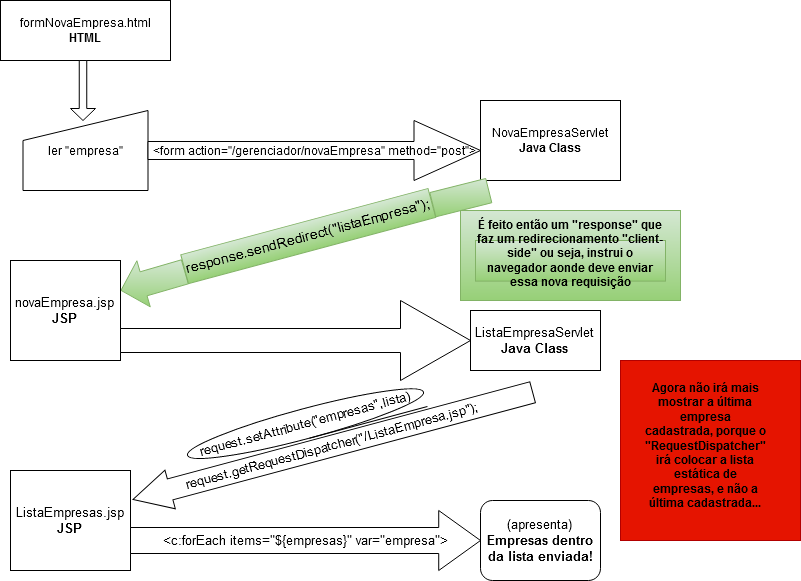 formNovaEmpresa.html
HTML
ler "empresa"
<form action="/gerenciador/novaEmpresa" method="post">
NovaEmpresaServlet
Java Class
response.sendRedirect("listaEmpresa");
É feito então um "response" que
faz um redirecionamento "client-
side" ou seja, instrui o
navegador aonde deve enviar
essa nova requisição
novaEmpresa.jsp
JSP
ListaEmpresaServlet
Java Class
request.setAttribute("empresas",lista)
request.getRequestDispatcher("/ListaEmpresa.jsp");
Agora não irá mais
mostrar a última
empresa
cadastrada, porque o
"RequestDispatcher"
irá colocar a lista
estática de
empresas, e não a
última cadastrada...
ListaEmpresas.jsp
JSP
<c:forEach items="${empresas}" var="empresa">
(apresenta)
Empresas dentro
da lista enviada!